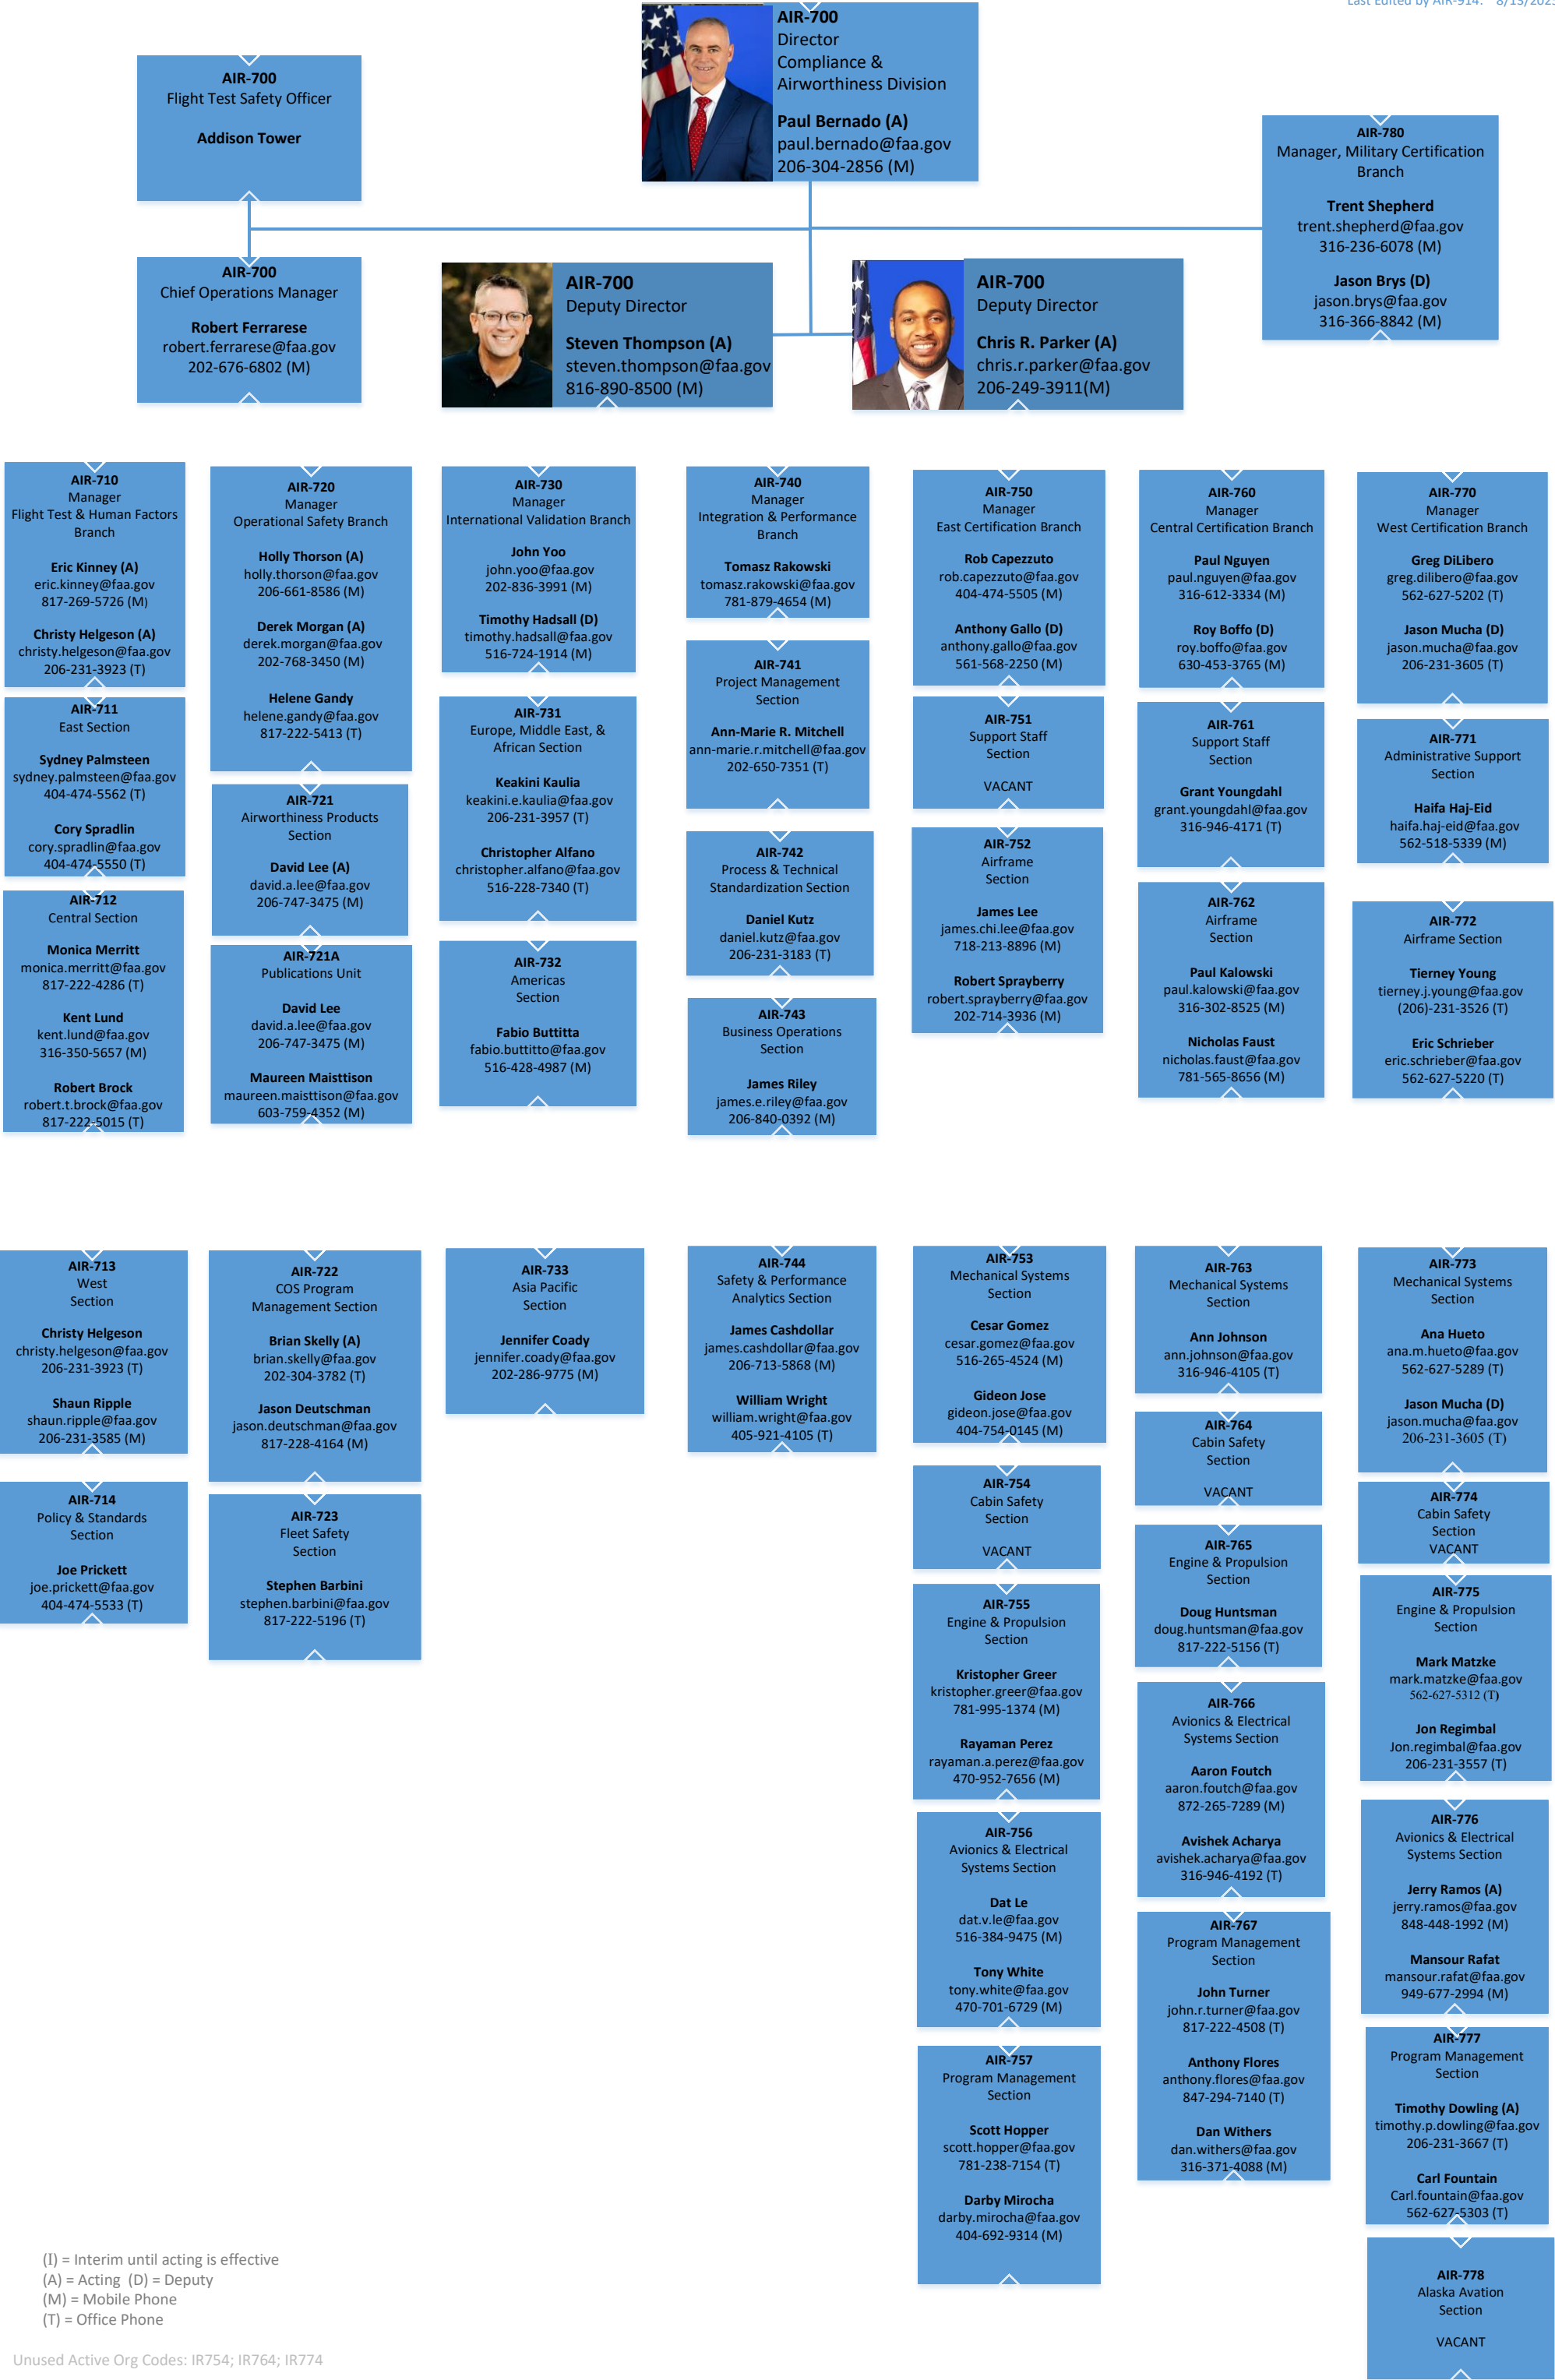 Last Edited by AIR-914: 8/13/2025
AIR-700
Director
Compliance &
Airworthiness Division
Paul Bernado (A)
paul.bernado@faa.gov
206-304-2856 (M)
AIR-700
Flight Test Safety Officer
Addison Tower
AIR-780
Manager, Military Certification
Branch
Trent Shepherd
trent.shepherd@faa.gov
316-236-6078 (M)
Jason Brys (D)
jason.brys@faa.gov
316-366-8842 (M)
AIR-700
Chief Operations Manager
Robert Ferrarese
robert.ferrarese@faa.gov
202-676-6802 (M)
AIR-700
Deputy Director
Steven Thompson (A)
steven.thompson@faa.gov
816-890-8500 (M)
AIR-700
Deputy Director
Chris R. Parker (A)
chris.r.parker@faa.gov
206-249-3911(M)
AIR-710
Manager
Flight Test & Human Factors
Branch
Eric Kinney (A)
eric.kinney@faa.gov
817-269-5726 (M)
Christy Helgeson (A)
christy.helgeson@faa.gov
206-231-3923 (T)
AIR-711
East Section
Sydney Palmsteen
sydney.palmsteen@faa.gov
404-474-5562 (T)
Cory Spradlin
cory.spradlin@faa.gov
404-474-5550 (T)
AIR-712
Central Section
Monica Merritt
monica.merritt@faa.gov
817-222-4286 (T)
Kent Lund
kent.lund@faa.gov
316-350-5657 (M)
Robert Brock
robert.t.brock@faa.gov
817-222-5015 (T)
AIR-720
Manager
Operational Safety Branch
Holly Thorson (A)
holly.thorson@faa.gov
206-661-8586 (M)
Derek Morgan (A)
derek.morgan@faa.gov
202-768-3450 (M)
Helene Gandy
helene.gandy@faa.gov
817-222-5413 (T)
AIR-721
Airworthiness Products
Section
David Lee (A)
david.a.lee@faa.gov
206-747-3475 (M)
AIR-721A
Publications Unit
David Lee
david.a.lee@faa.gov
206-747-3475 (M)
Maureen Maisttison
maureen.maisttison@faa.gov
603-759-4352 (M)
AIR-730
Manager
International Validation Branch
John Yoo
john.yoo@faa.gov
202-836-3991 (M)
Timothy Hadsall (D)
timothy.hadsall@faa.gov
516-724-1914 (M)
AIR-731
Europe, Middle East, &
African Section
Keakini Kaulia
keakini.e.kaulia@faa.gov
206-231-3957 (T)
Christopher Alfano
christopher.alfano@faa.gov
516-228-7340 (T)
AIR-732
Americas
Section
Fabio Buttitta
fabio.buttitto@faa.gov
516-428-4987 (M)
AIR-740
Manager
Integration & Performance
Branch
Tomasz Rakowski
tomasz.rakowski@faa.gov
781-879-4654 (M)
AIR-741
Project Management
Section
Ann-Marie R. Mitchell
ann-marie.r.mitchell@faa.gov
202-650-7351 (T)
AIR-742
Process & Technical
Standardization Section
Daniel Kutz
daniel.kutz@faa.gov
206-231-3183 (T)
AIR-743
Business Operations
Section
James Riley
james.e.riley@faa.gov
206-840-0392 (M)
AIR-750
Manager
East Certification Branch
Rob Capezzuto
rob.capezzuto@faa.gov
404-474-5505 (M)
Anthony Gallo (D)
anthony.gallo@faa.gov
561-568-2250 (M)
AIR-751
Support Staff
Section
VACANT
AIR-752
Airframe
Section
James Lee
james.chi.lee@faa.gov
718-213-8896 (M)
Robert Sprayberry
robert.sprayberry@faa.gov
202-714-3936 (M)
AIR-760
Manager
Central Certification Branch
Paul Nguyen
paul.nguyen@faa.gov
316-612-3334 (M)
Roy Boffo (D)
roy.boffo@faa.gov
630-453-3765 (M)
AIR-761
Support Staff
Section
Grant Youngdahl
grant.youngdahl@faa.gov
316-946-4171 (T)
AIR-762
Airframe
Section
Paul Kalowski
paul.kalowski@faa.gov
316-302-8525 (M)
Nicholas Faust
nicholas.faust@faa.gov
781-565-8656 (M)
AIR-770
Manager
West Certification Branch
Greg DiLibero
greg.dilibero@faa.gov
562-627-5202 (T)
Jason Mucha (D)
jason.mucha@faa.gov
206-231-3605 (T)
AIR-771
Administrative Support
Section
Haifa Haj-Eid
haifa.haj-eid@faa.gov
562-518-5339 (M)
AIR-772
Airframe Section
Tierney Young
tierney.j.young@faa.gov
(206)-231-3526 (T)
Eric Schrieber
eric.schrieber@faa.gov
562-627-5220 (T)
AIR-713
West
Section
Christy Helgeson
christy.helgeson@faa.gov
206-231-3923 (T)
Shaun Ripple
shaun.ripple@faa.gov
206-231-3585 (M)
AIR-714
Policy & Standards
Section
Joe Prickett
joe.prickett@faa.gov
404-474-5533 (T)
AIR-722
COS Program
Management Section
Brian Skelly (A)
brian.skelly@faa.gov
202-304-3782 (T)
Jason Deutschman
jason.deutschman@faa.gov
817-228-4164 (M)
AIR-723
Fleet Safety
Section
Stephen Barbini
stephen.barbini@faa.gov
817-222-5196 (T)
AIR-733
Asia Pacific
Section
Jennifer Coady
jennifer.coady@faa.gov
202-286-9775 (M)
AIR-744
Safety & Performance
Analytics Section
James Cashdollar
james.cashdollar@faa.gov
206-713-5868 (M)
William Wright
william.wright@faa.gov
405-921-4105 (T)
AIR-753
Mechanical Systems
Section
Cesar Gomez
cesar.gomez@faa.gov
516-265-4524 (M)
Gideon Jose
gideon.jose@faa.gov
404-754-0145 (M)
AIR-754
Cabin Safety
Section
VACANT
AIR-755
Engine & Propulsion
Section
Kristopher Greer
kristopher.greer@faa.gov
781-995-1374 (M)
Rayaman Perez
rayaman.a.perez@faa.gov
470-952-7656 (M)
AIR-756
Avionics & Electrical
Systems Section
Dat Le
dat.v.le@faa.gov
516-384-9475 (M)
Tony White
tony.white@faa.gov
470-701-6729 (M)
AIR-757
Program Management
Section
Scott Hopper
scott.hopper@faa.gov
781-238-7154 (T)
Darby Mirocha
darby.mirocha@faa.gov
404-692-9314 (M)
AIR-763
Mechanical Systems
Section
Ann Johnson
ann.johnson@faa.gov
316-946-4105 (T)
AIR-764
Cabin Safety
Section
VACANT
AIR-765
Engine & Propulsion
Section
Doug Huntsman
doug.huntsman@faa.gov
817-222-5156 (T)
AIR-766
Avionics & Electrical
Systems Section
Aaron Foutch
aaron.foutch@faa.gov
872-265-7289 (M)
Avishek Acharya
avishek.acharya@faa.gov
316-946-4192 (T)
AIR-767
Program Management
Section
John Turner
john.r.turner@faa.gov
817-222-4508 (T)
Anthony Flores
anthony.flores@faa.gov
847-294-7140 (T)
Dan Withers
dan.withers@faa.gov
316-371-4088 (M)
AIR-773
Mechanical Systems
Section
Ana Hueto
ana.m.hueto@faa.gov
562-627-5289 (T)
Jason Mucha (D)
jason.mucha@faa.gov
206-231-3605 (T)
AIR-774
Cabin Safety
Section
VACANT
AIR-775
Engine & Propulsion
Section
Mark Matzke
mark.matzke@faa.gov
562-627-5312 (T)
Jon Regimbal
Jon.regimbal@faa.gov
206-231-3557 (T)
AIR-776
Avionics & Electrical
Systems Section
Jerry Ramos (A)
jerry.ramos@faa.gov
848-448-1992 (M)
Mansour Rafat
mansour.rafat@faa.gov
949-677-2994 (M)
AIR-777
Program Management
Section
Timothy Dowling (A)
timothy.p.dowling@faa.gov
206-231-3667 (T)
Carl Fountain
Carl.fountain@faa.gov
562-627-5303 (T)
AIR-778
Alaska Avation
Section
VACANT
(I) = Interim until acting is effective
(A) = Acting (D) = Deputy
(M) = Mobile Phone
(T) = Office Phone
Unused Active Org Codes: IR754; IR764; IR774